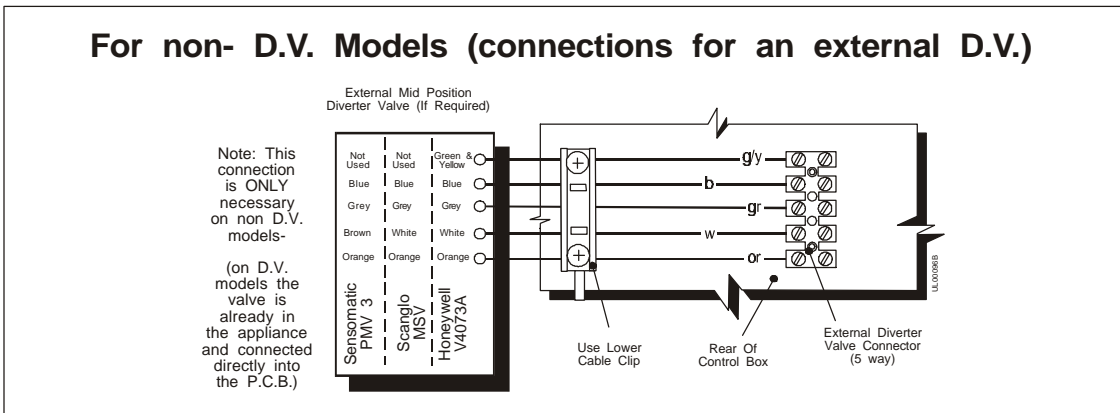 For non- D.V. Models (connections for an external D.V.)
External Mid Position
Diverter Valve (If Required)
Note: This
connection
is ONLY
necessary
on non D.V.
models-
(on D.V.
models the
valve is
already in
the appliance
and connected
directly into
the P.C.B.)
Not
Used
Not
Used
Green &
Yellow
Blue
Blue
Blue
Grey
Grey
Grey
Brown
White
White
Orange
Orange
Orange
Sensomatic
PMV 3
Scanglo
MSV
Honeywell
V4073A
g/y
b
gr
w
or
UL00096B
Use Lower
Cable Clip
Rear Of
Control Box
External Diverter
Valve Connector
(5 way)